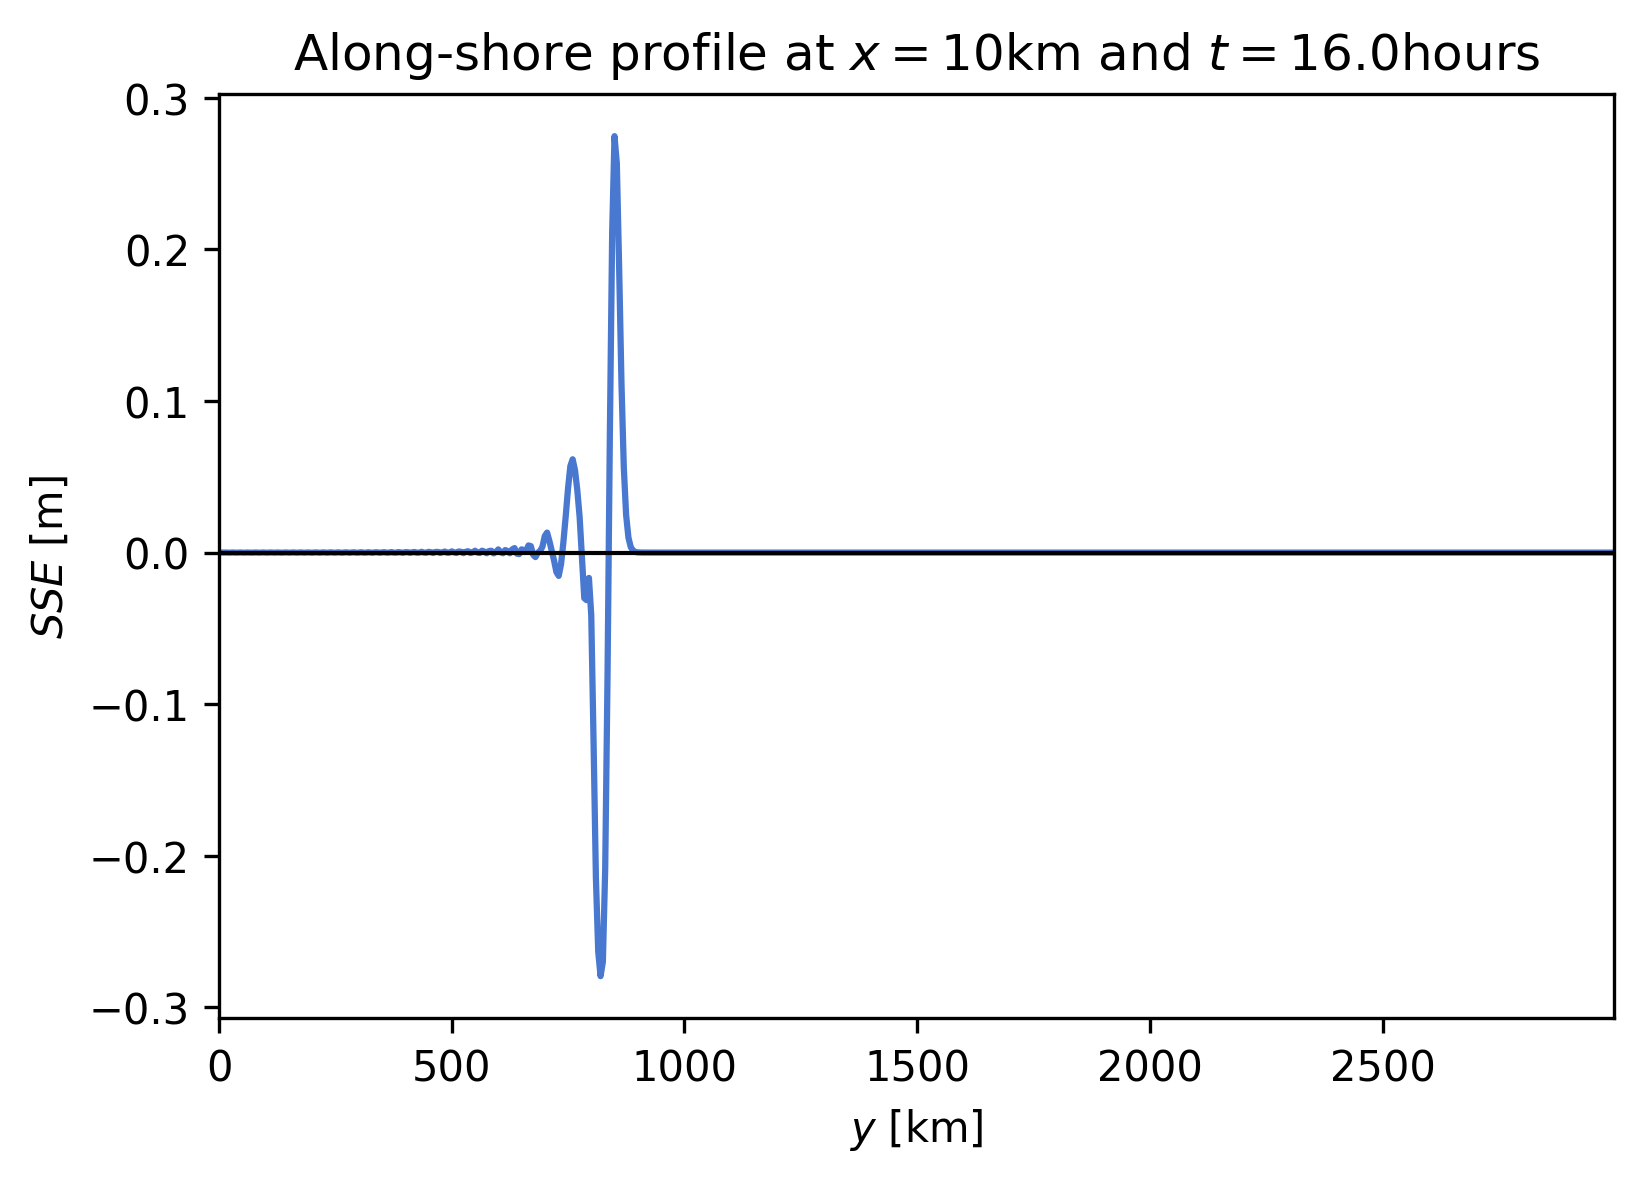 Along-shore profile at x = 10km and t = 16.0hours
0.3
0.2
0.1
0.0
−0.1
−0.2
−0.3
SSE [m]
0 500 1000 1500 2000 2500
y [km]